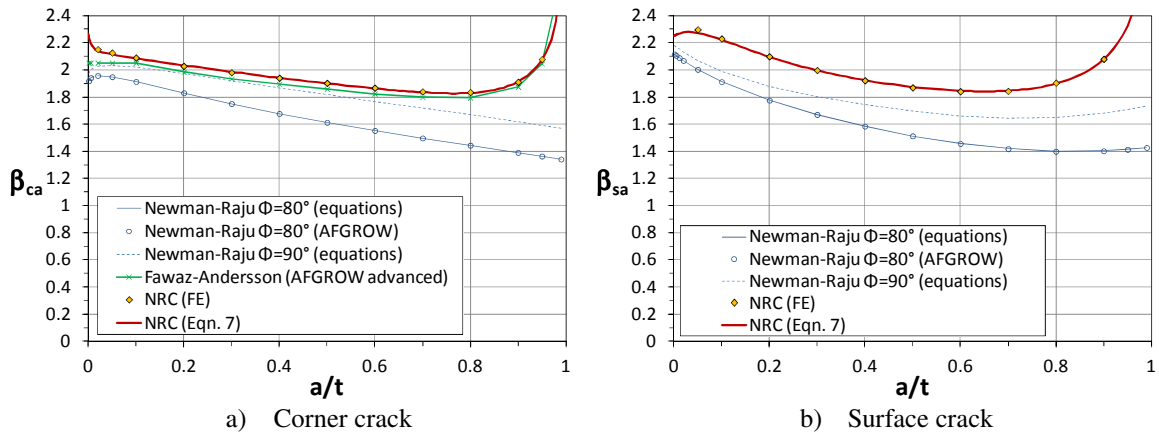 2.4
2.2
2
1.8
1.6
1.4
1.2
1
0.8
0.6
0.4
0.2
0
βca
0 0.2 0.4 0.6 0.8 1
a/t
Newman-Raju Φ=80° (equations)
Newman-Raju Φ=80° (AFGROW)
Newman-Raju Φ=90° (equations)
Fawaz-Andersson (AFGROW advanced)
NRC (FE)
NRC (Eqn. 7)
a) Corner crack
2.4
2.2
2
1.8
1.6
1.4
1.2
1
0.8
0.6
0.4
0.2
0
βsa
0 0.2 0.4 0.6 0.8 1
a/t
Newman-Raju Φ=80° (equations)
Newman-Raju Φ=80° (AFGROW)
Newman-Raju Φ=90° (equations)
NRC (FE)
NRC (Eqn. 7)
b) Surface crack